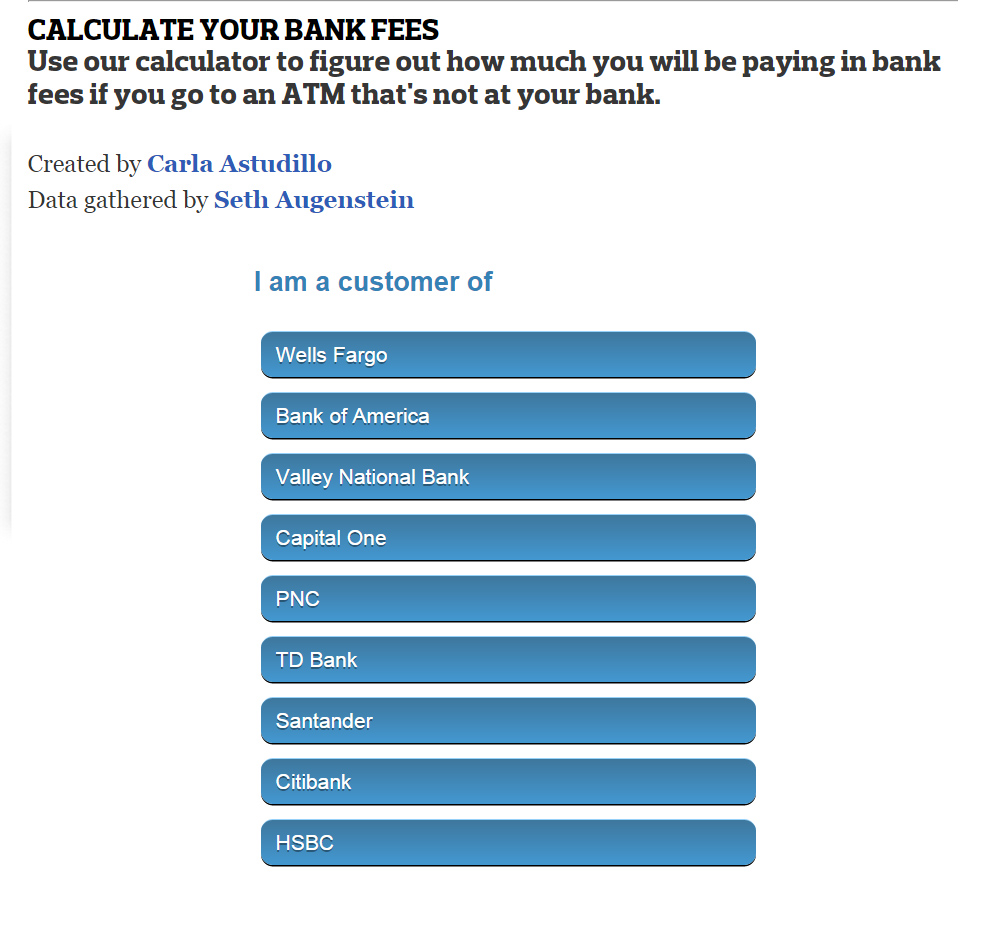 CALCULATE YOUR BANK FEES
Use our calculator to figure out how much you will be paying in bank
fees if you go to an ATM that's not at your bank.
Created by Carla Astudillo
Data gathered by Seth Augenstein
I am a customer of
Wells Fargo
Bank of America
Valley National Bank
Capital One
PNC
TD Bank
Santander
Citibank
HSBC